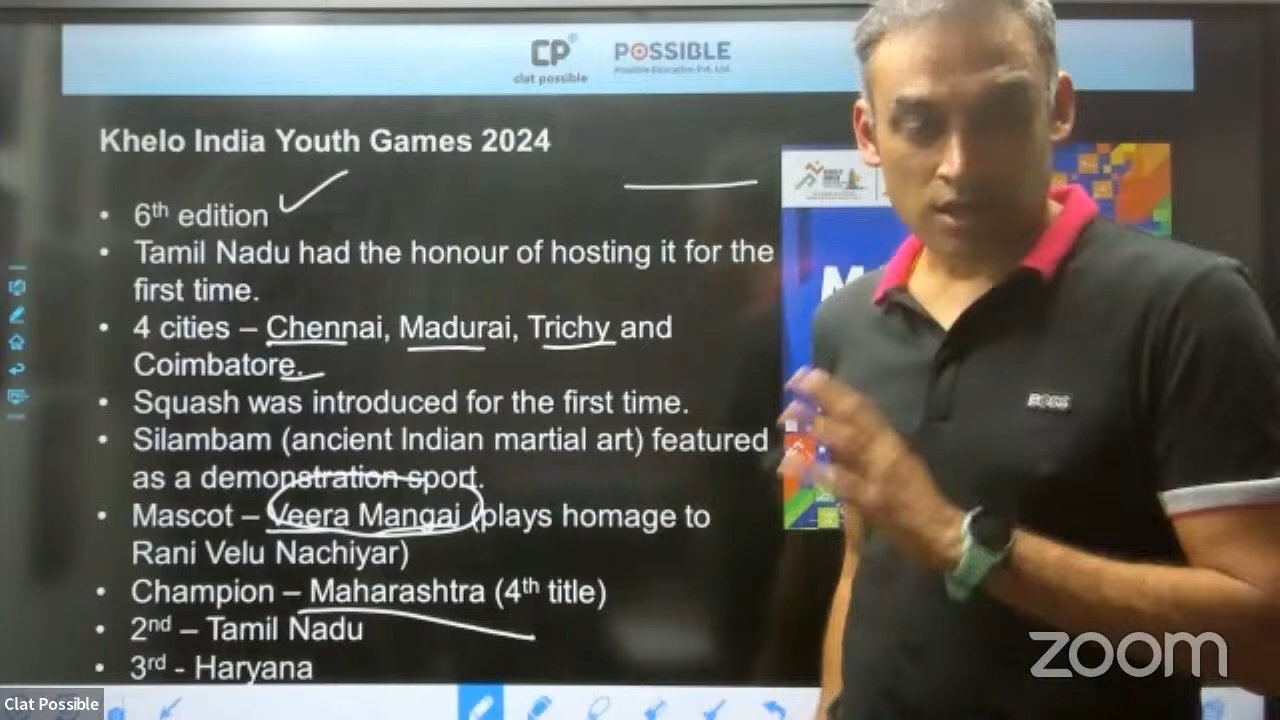 CP
clat possible
POSSIBLE
Possible Education Pvt. Ltd.
Khelo India Youth Games 2024
• 6th edition
• Tamil Nadu had the honour of hosting it for the
first time.
• 4 cities – Chennai, Madurai, Trichy and
Coimbatore.
• Squash was introduced for the first time.
• Silambam (ancient Indian martial art) featured
as a demonstration sport.
• Mascot – Veera Mangai (plays homage to
Rani Velu Nachiyar)
• Champion – Maharashtra (4th title)
• 2nd – Tamil Nadu
• 3rd - Haryana
BOSS
zoom
Clat Possible